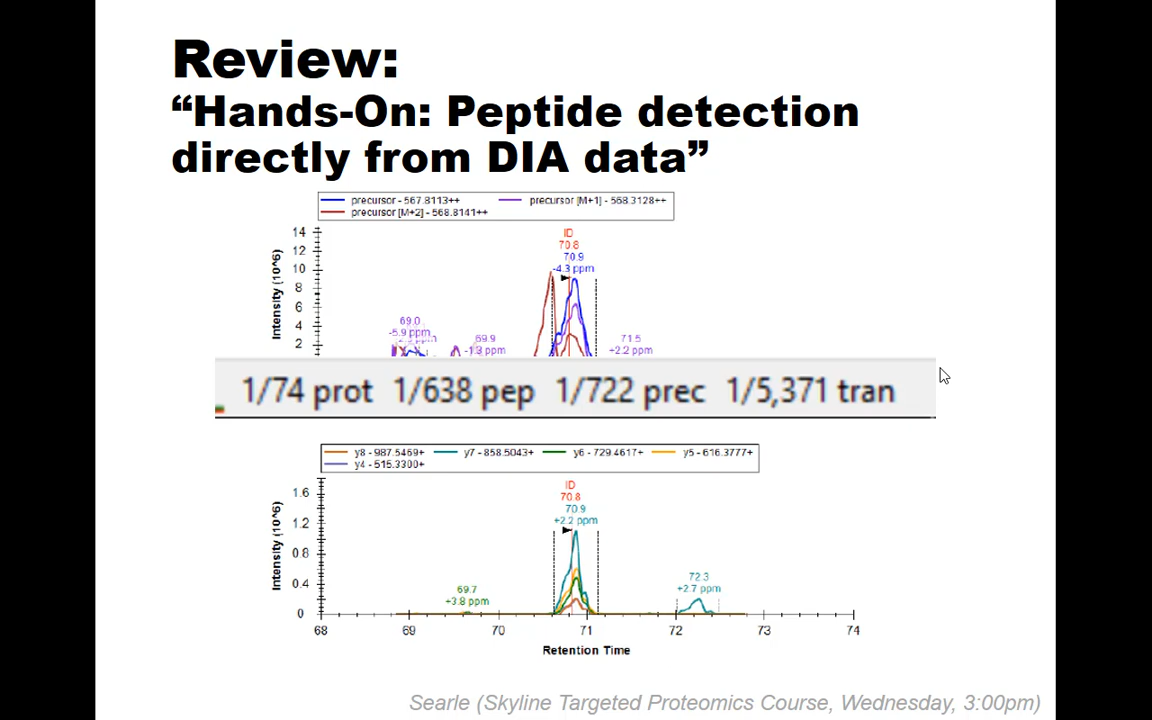 Review:
“Hands-On: Peptide detection
directly from DIA data”
precursor - 567.8113++ precursor [M+1] - 568.3128++
precursor [M+2] - 568.8141++
14
12
10
8
6
4
2
Intensity (10^6)
ID
70.8
70.9
-4.3 ppm
69.0
-5.9 ppm
69.9
-1.3 ppm
71.5
+2.2 ppm
1/74 prot 1/638 pep 1/722 prec 1/5,371 tran
y8 - 987.5469+ y7 - 858.5043+ y6 - 729.4617+ y5 - 616.3777+
y4 - 515.3300+
1.6
1.2
0.8
0.4
0
Intensity (10^6)
ID
70.8
70.9
+2.2 ppm
69.7
+3.8 ppm
72.3
+2.7 ppm
68 69 70 71 72 73 74
Retention Time
Searle (Skyline Targeted Proteomics Course, Wednesday, 3:00pm)